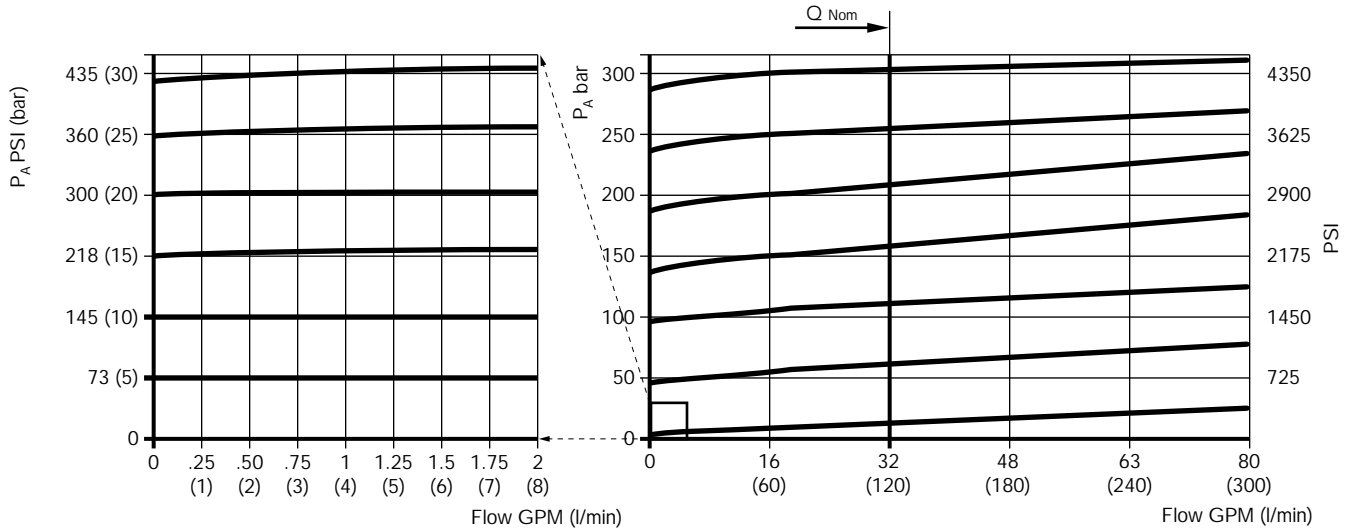 Q Nom
435 (30)
360 (25)
300 (20)
218 (15)
145 (10)
73 (5)
0
P_A PSI (bar)
0 .25 .50 .75 1 1.25 1.5 1.75 2
(1) (2) (3) (4) (5) (6) (7) (8)
Flow GPM (l/min)
P_A bar
300
250
200
150
100
50
0
4350
3625
2900
2175
1450
725
PSI
0 16 32 48 63 80
(60) (120) (180) (240) (300)
Flow GPM (l/min)